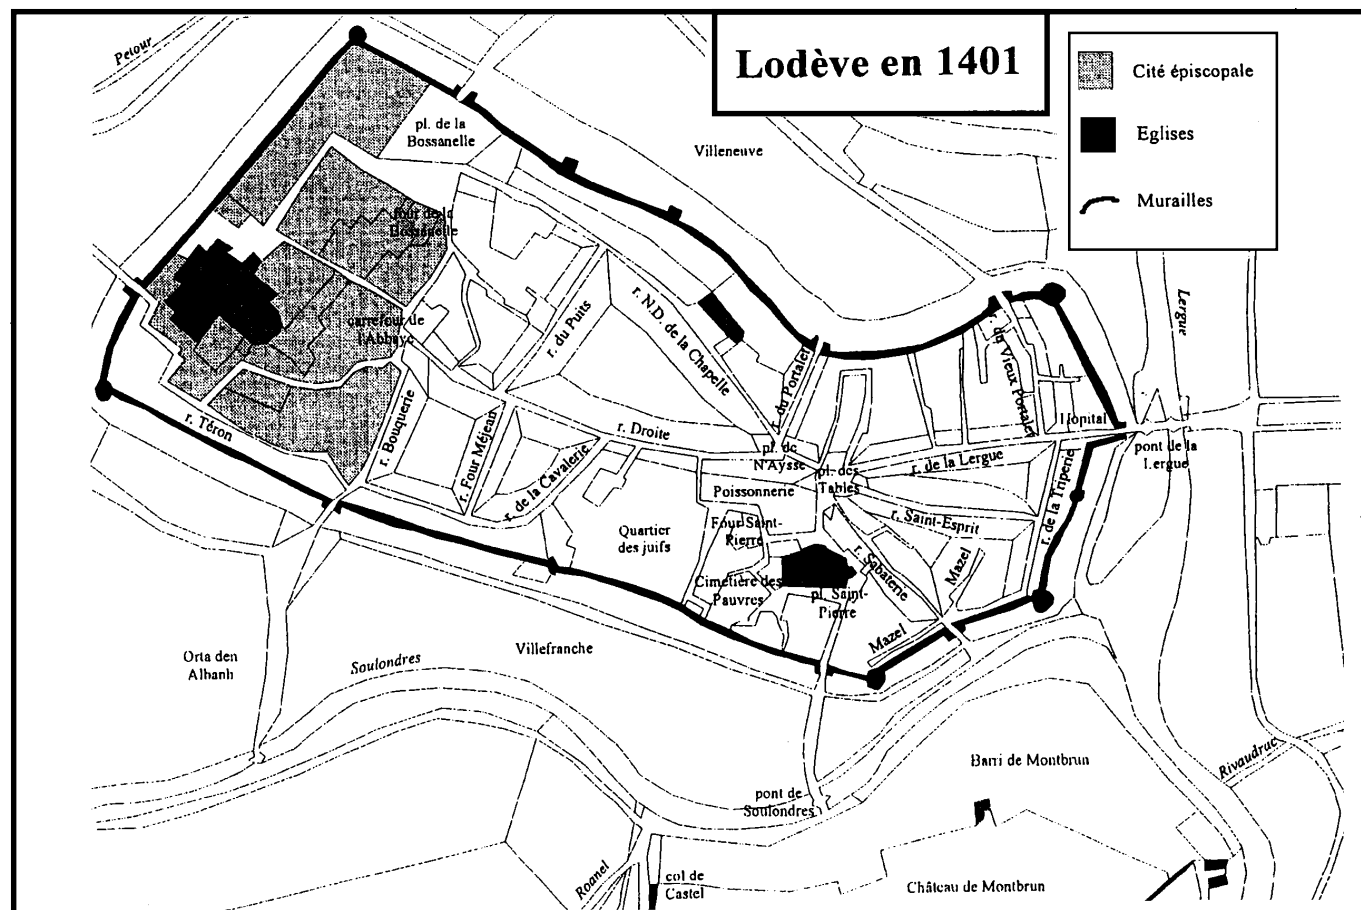 Lodève en 1401
Cité épiscopale
Eglises
Murailles
Petour
pl. de la
Bossanelle
Villeneuve
four de la
Bossenelle
carrefour de
l'Abbaye
r. du Puits
r. N.D. de la Chapelle
r. du Portalet
r. du Vieux Portalet
Lergue
r. Téron
r. Bouquerie
r. Four Méjean
r. de la Cavalerie
r. Droite
pl. de
N'Aysse
pl. des
Tables
r. de la Lergue
Hôpital
pont de la
Lergue
r. de la Triperie
Poissonnerie
r. Saint-Esprit
Quartier
des juifs
Four Saint-
Pierre
r. Sabaterie
Mazel
Cimetière des
Pauvres
pl. Saint-
Pierre
Mazel
Orta den
Albanh
Soulondres
Villefranche
pont de
Soulondres
Barri de Montbrun
Rivaudruc
Roanel
col de
Castel
Château de Montbrun